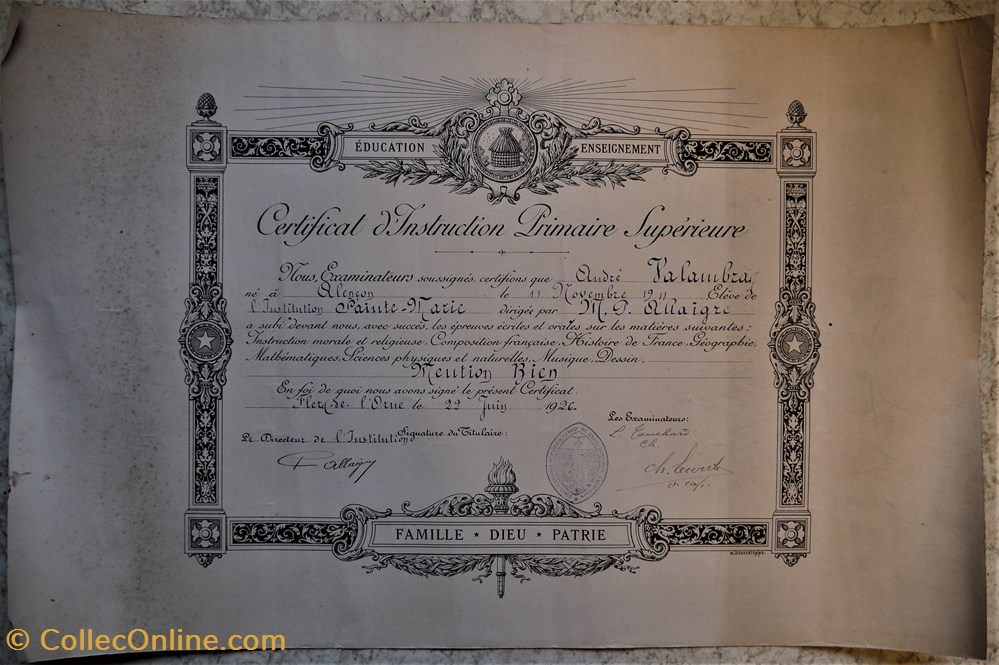 ÉDUCATION ENSEIGNEMENT
Certificat d'Instruction Primaire Supérieure
Nous, Examinateurs soussignés, certifions que André Valambras
né à Alençon le 11 Novembre 1911 Elève de
l'Institution Sainte-Marie dirigée par M. G. Allaigre
a subi devant nous, avec succès, les épreuves écrites et orales sur les matières suivantes:
Instruction morale et religieuse, Composition française, Histoire de France, Géographie,
Mathématiques, Sciences physiques et naturelles, Musique, Dessin.
Mention Bien
En foi de quoi nous avons signé le présent Certificat.
Flers-de-l'Orne le 22 Juin 1926.
Les Examinateurs:
Le Directeur de l'Institution Signature du Titulaire:
FAMILLE * DIEU * PATRIE
© CollecOnline.com